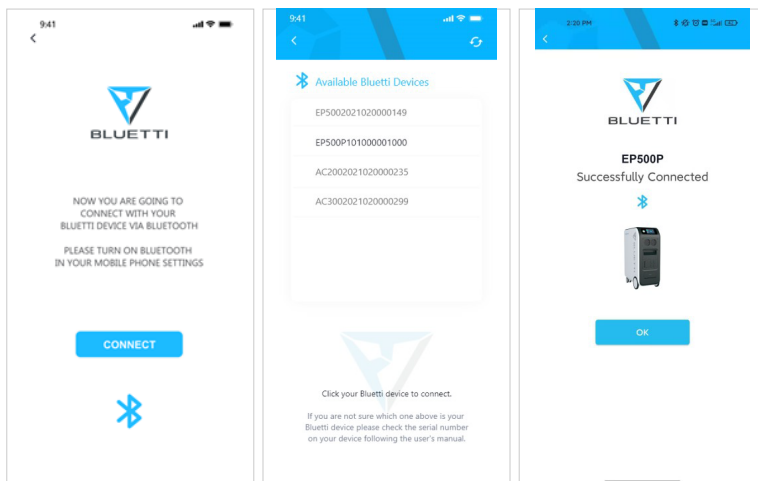 9:41
BLUETTI
NOW YOU ARE GOING TO
CONNECT WITH YOUR
BLUETTI DEVICE VIA BLUETOOTH
PLEASE TURN ON BLUETOOTH
IN YOUR MOBILE PHONE SETTINGS
CONNECT
9:41
Available Bluetti Devices
EP5002021020000149
EP500P101000001000
AC2002021020000235
AC3002021020000299
Click your Bluetti device to connect.
If you are not sure which one above is your
Bluetti device please check the serial number
on your device following the user's manual.
2:20 PM
BLUETTI
EP500P
Successfully Connected
OK